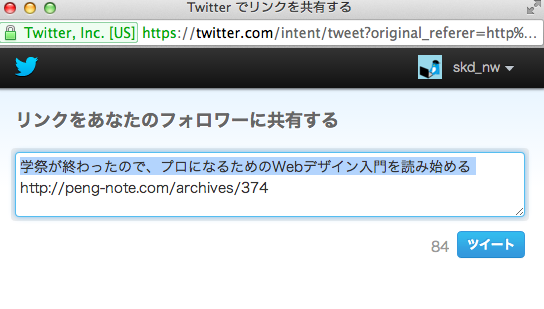 Twitter でリンクを共有する
Twitter, Inc. [US] https://twitter.com/intent/tweet?original_referer=http%...
skd_nw
リンクをあなたのフォロワーに共有する
学祭が終わったので、プロになるためのWebデザイン入門を読み始める
http://peng-note.com/archives/374
84 ツイート